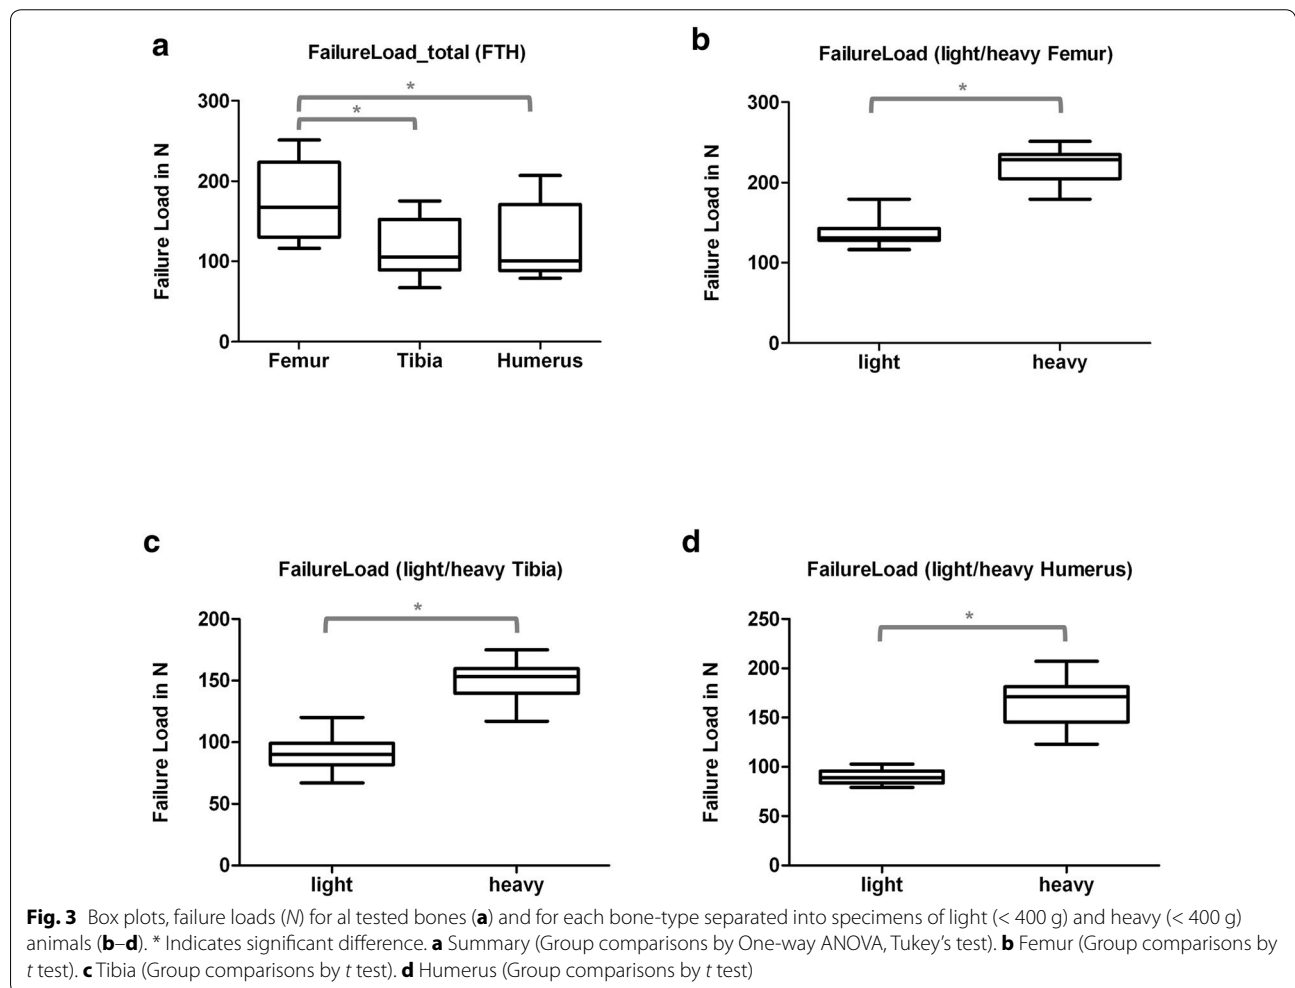 a
FailureLoad_total (FTH)
*
*
Failure Load in N
300
200
100
0
Femur Tibia Humerus
b
FailureLoad (light/heavy Femur)
*
Failure Load in N
300
200
100
0
light heavy
c
FailureLoad (light/heavy Tibia)
*
Failure Load in N
200
150
100
50
0
light heavy
d
FailureLoad (light/heavy Humerus)
*
Failure Load in N
250
200
150
100
50
0
light heavy
Fig. 3 Box plots, failure loads (N) for al tested bones (a) and for each bone-type separated into specimens of light (< 400 g) and heavy (< 400 g)
animals (b–d). * Indicates significant difference. a Summary (Group comparisons by One-way ANOVA, Tukey's test). b Femur (Group comparisons by
t test). c Tibia (Group comparisons by t test). d Humerus (Group comparisons by t test)